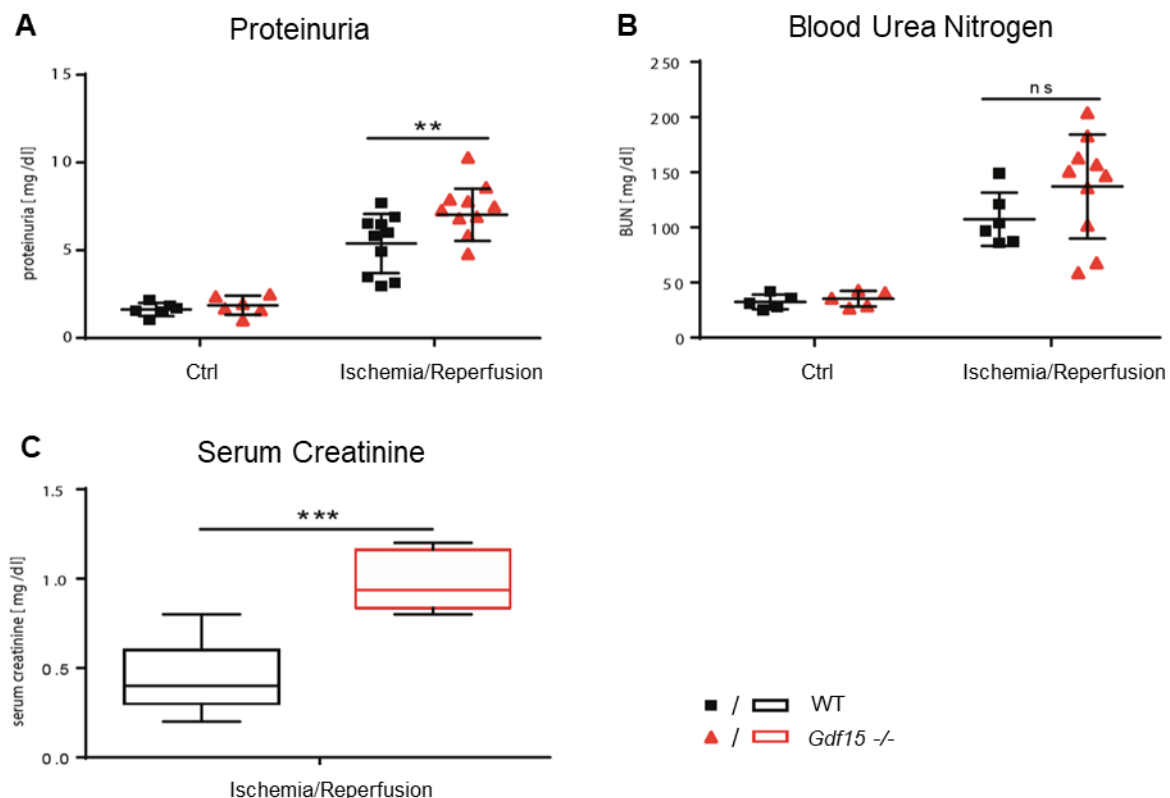 A
Proteinuria
proteinuria [ mg /dl]
15
10
5
0
**
Ctrl
Ischemia/Reperfusion
B
Blood Urea Nitrogen
BUN [ mg /dl]
250
200
150
100
50
0
ns
Ctrl
Ischemia/Reperfusion
C
Serum Creatinine
serum creatinine [ mg /dl]
1.5
1.0
0.5
0.0
***
Ischemia/Reperfusion
/ WT
/ Gdf15 -/-